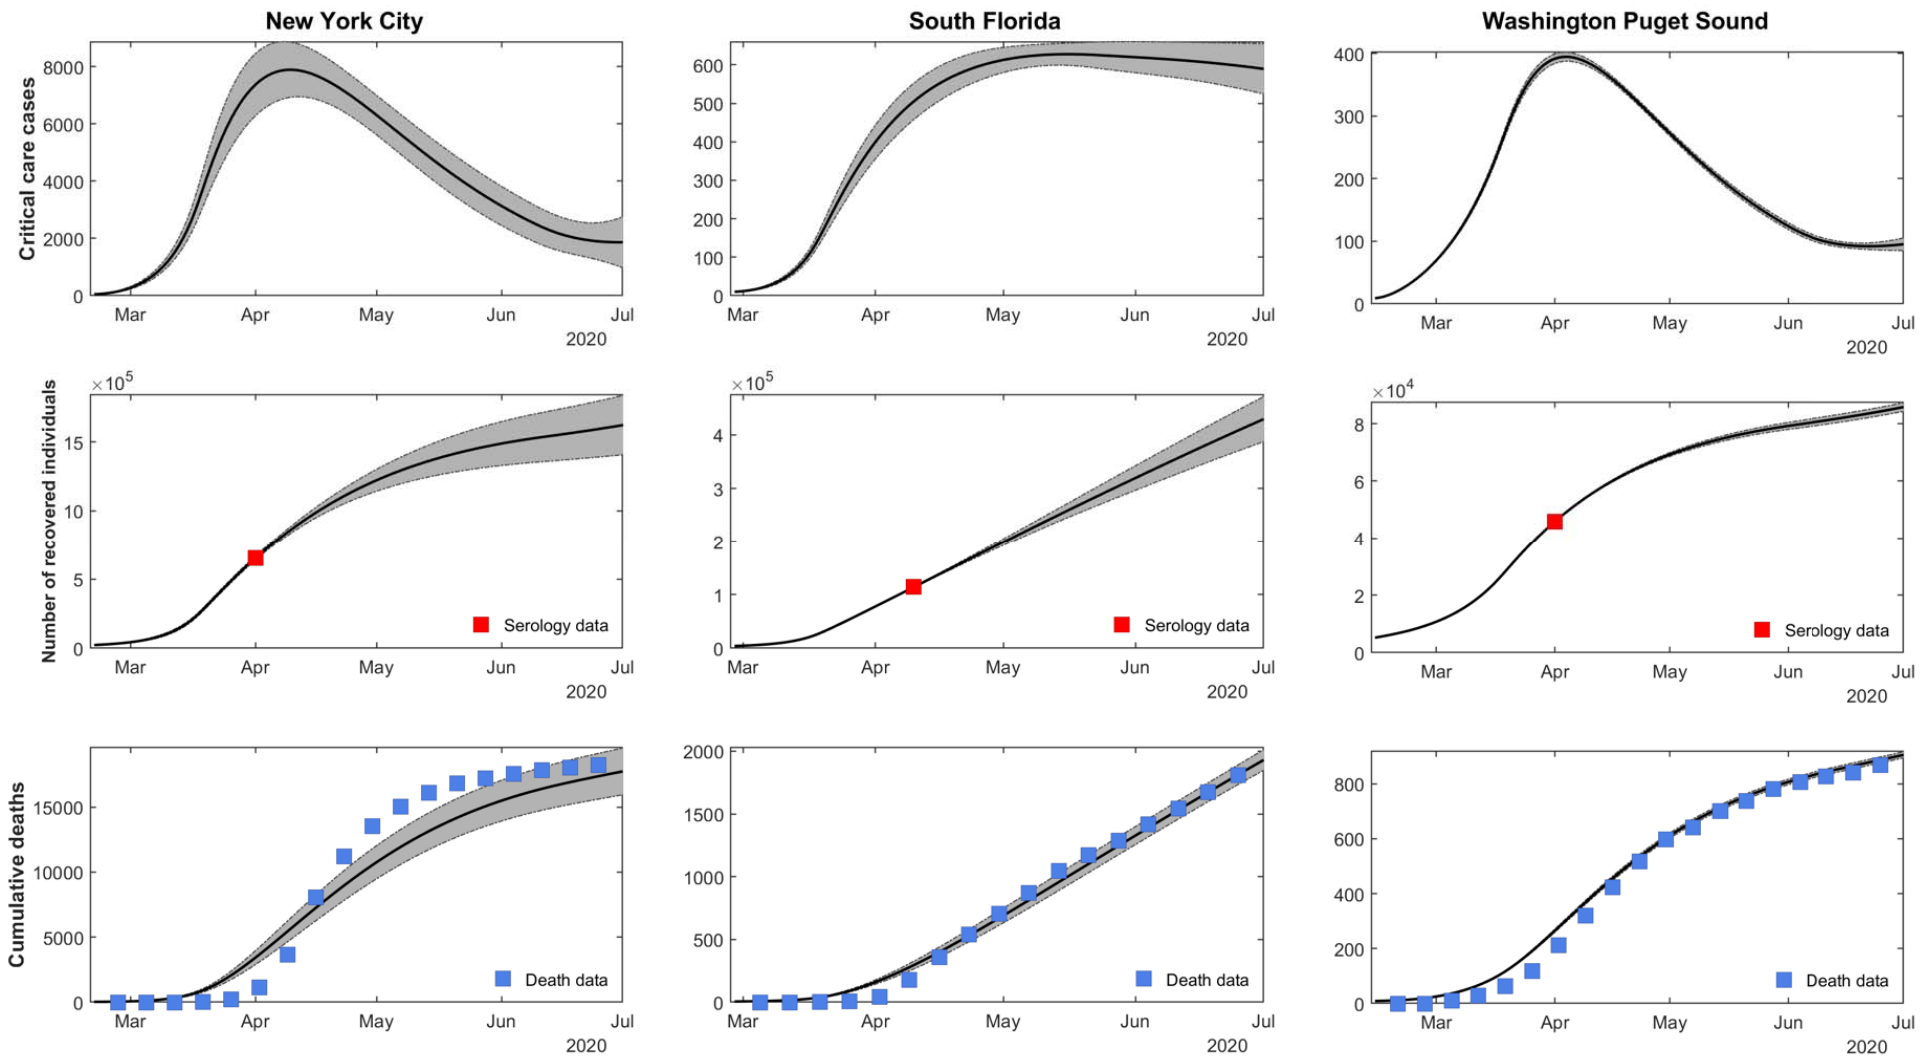 New York City
South Florida
Washington Puget Sound
Critical care cases
8000
6000
4000
2000
0
Mar Apr May Jun Jul
2020
600
500
400
300
200
100
0
Mar Apr May Jun Jul
2020
400
300
200
100
0
Mar Apr May Jun Jul
2020
Number of recovered individuals
×10⁵
15
10
5
0
Serology data
Mar Apr May Jun Jul
2020
×10⁵
4
3
2
1
0
Serology data
Mar Apr May Jun Jul
2020
×10⁴
8
6
4
2
0
Serology data
Mar Apr May Jun Jul
2020
Cumulative deaths
15000
10000
5000
0
Death data
Mar Apr May Jun Jul
2020
2000
1500
1000
500
0
Death data
Mar Apr May Jun Jul
2020
800
600
400
200
0
Death data
Mar Apr May Jun Jul
2020